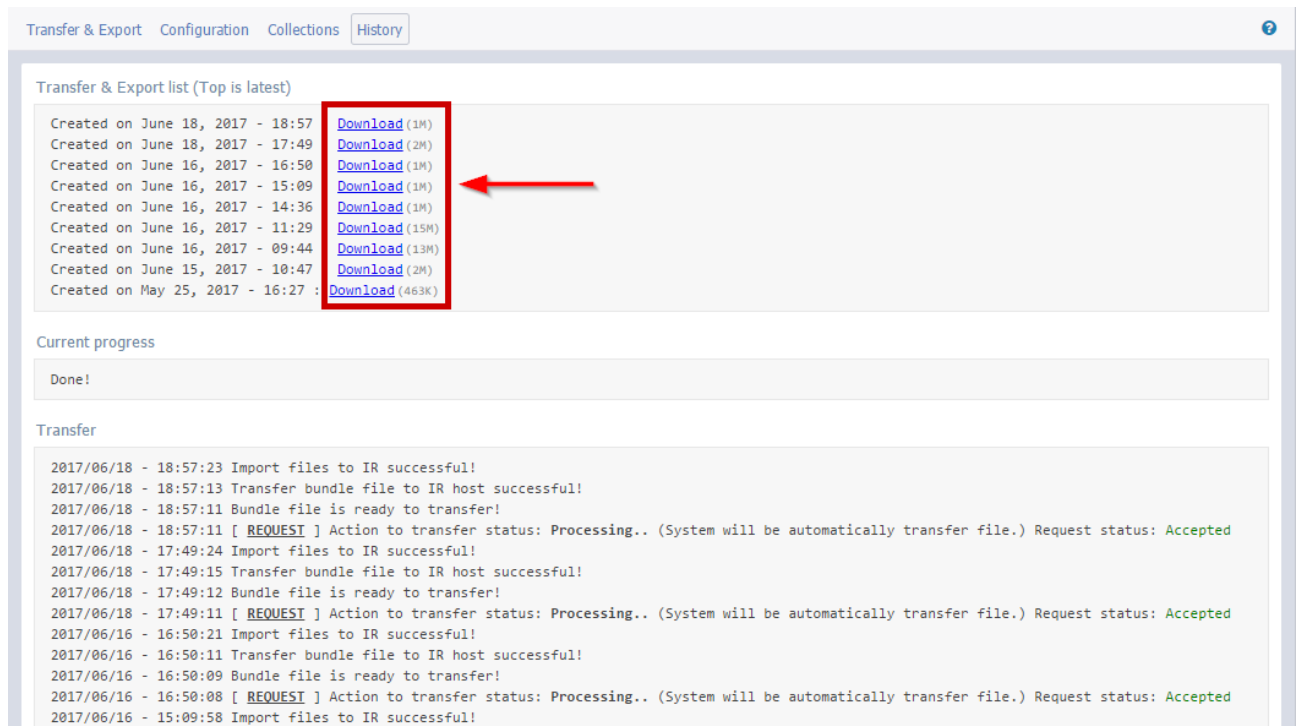 Transfer & Export Configuration Collections History
Transfer & Export list (Top is latest)
Created on June 18, 2017 - 18:57 Download (1M)
Created on June 18, 2017 - 17:49 Download (2M)
Created on June 16, 2017 - 16:50 Download (1M)
Created on June 16, 2017 - 15:09 Download (1M)
Created on June 16, 2017 - 14:36 Download (1M)
Created on June 16, 2017 - 11:29 Download (15M)
Created on June 16, 2017 - 09:44 Download (13M)
Created on June 15, 2017 - 10:47 Download (2M)
Created on May 25, 2017 - 16:27 : Download (463K)
Current progress
Done!
Transfer
2017/06/18 - 18:57:23 Import files to IR successful!
2017/06/18 - 18:57:13 Transfer bundle file to IR host successful!
2017/06/18 - 18:57:11 Bundle file is ready to transfer!
2017/06/18 - 18:57:11 [ REQUEST ] Action to transfer status: Processing.. (System will be automatically transfer file.) Request status: Accepted
2017/06/18 - 17:49:24 Import files to IR successful!
2017/06/18 - 17:49:15 Transfer bundle file to IR host successful!
2017/06/18 - 17:49:12 Bundle file is ready to transfer!
2017/06/18 - 17:49:11 [ REQUEST ] Action to transfer status: Processing.. (System will be automatically transfer file.) Request status: Accepted
2017/06/16 - 16:50:21 Import files to IR successful!
2017/06/16 - 16:50:11 Transfer bundle file to IR host successful!
2017/06/16 - 16:50:09 Bundle file is ready to transfer!
2017/06/16 - 16:50:08 [ REQUEST ] Action to transfer status: Processing.. (System will be automatically transfer file.) Request status: Accepted
2017/06/16 - 15:09:58 Import files to IR successful!